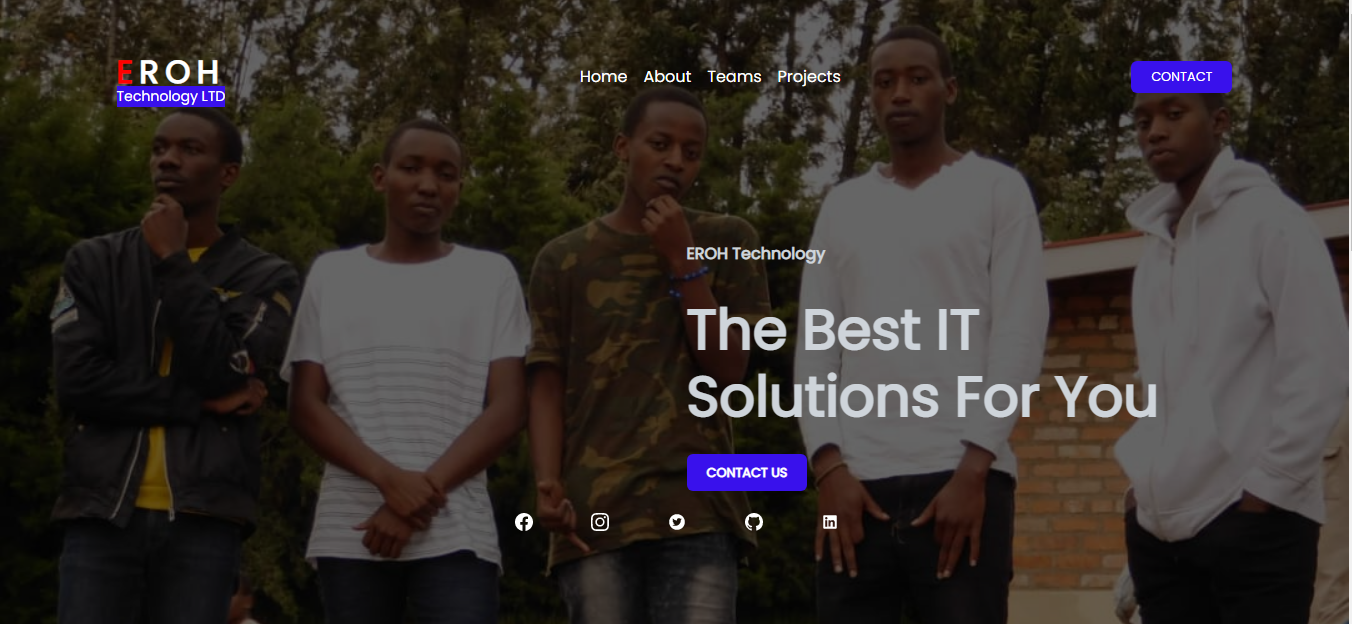 EROH
Technology LTD
Home About Teams Projects
CONTACT
EROH Technology
The Best IT
Solutions For You
CONTACT US